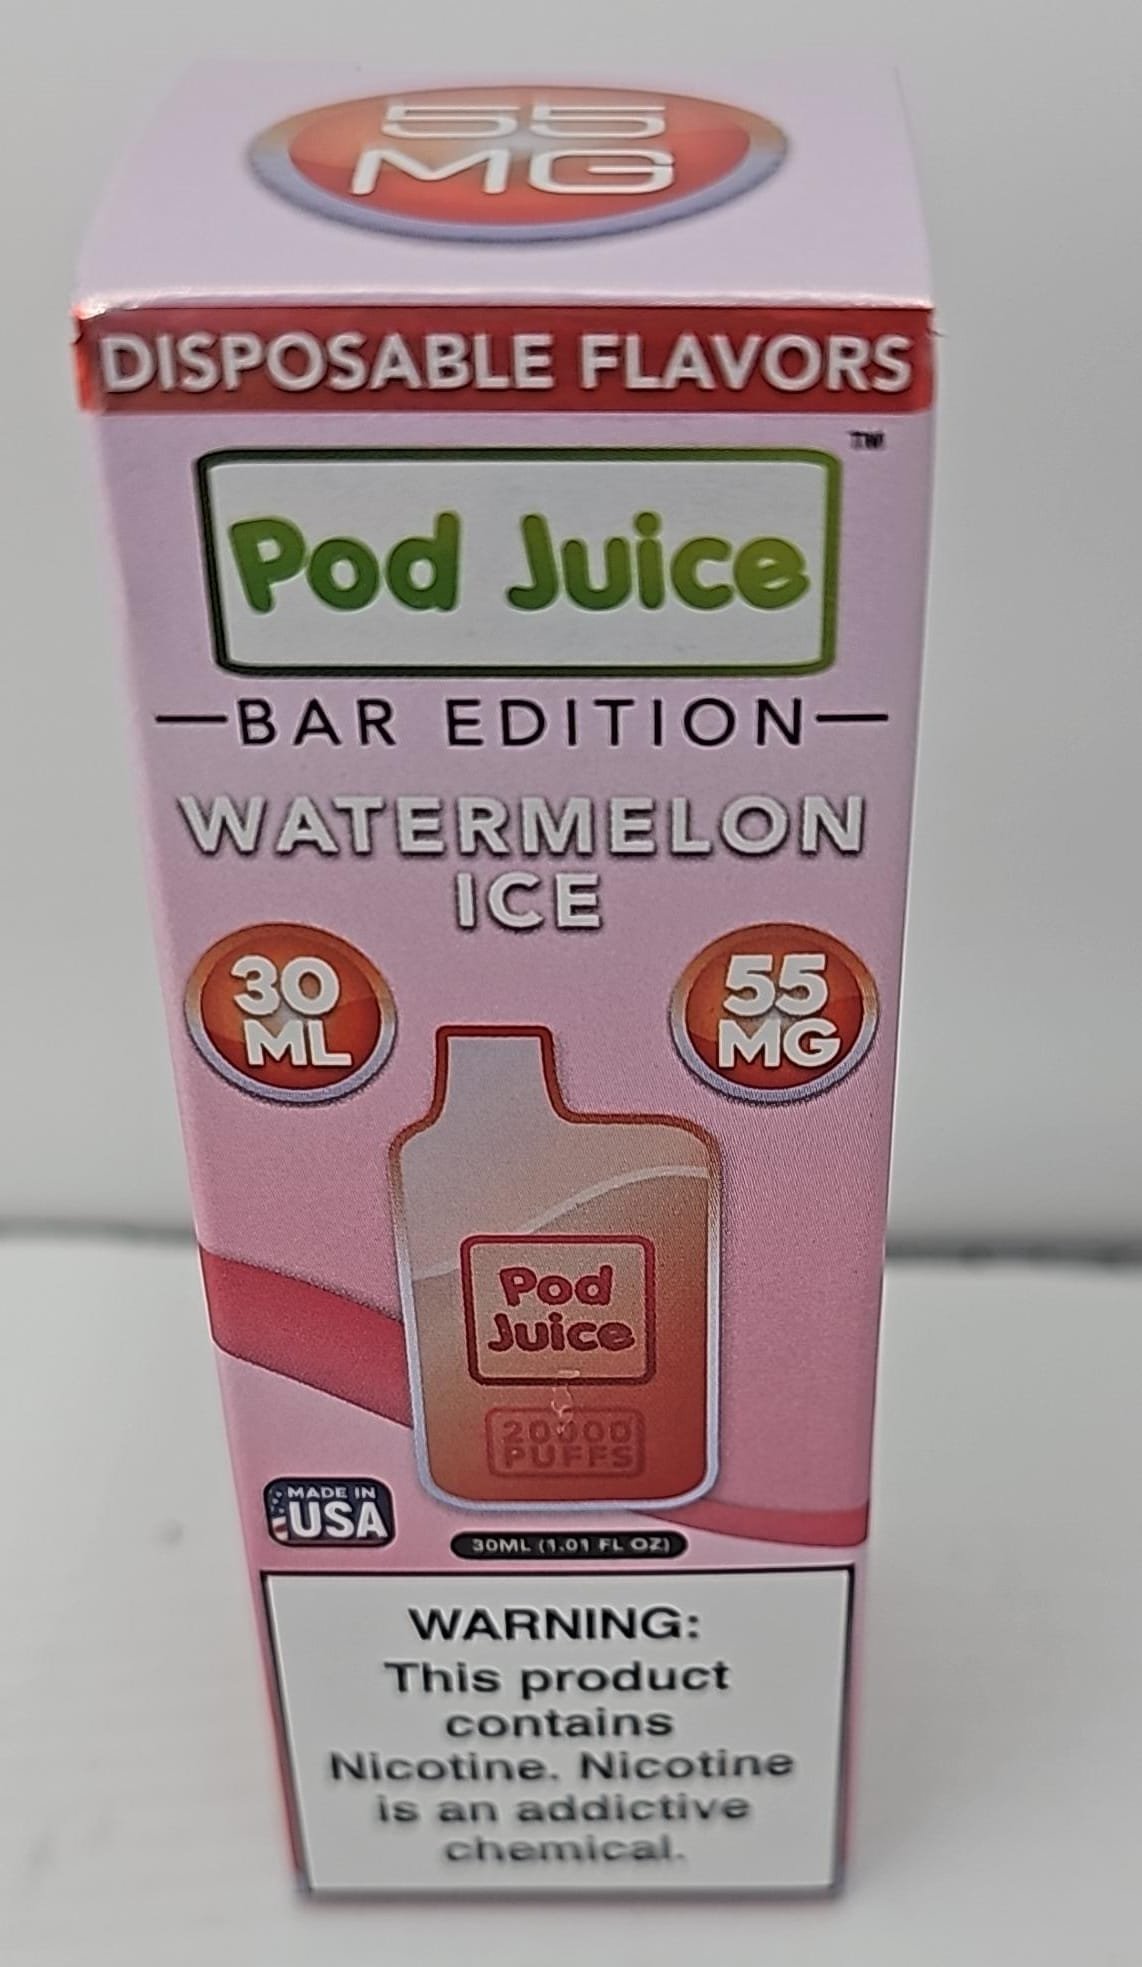 55
MG
DISPOSABLE FLAVORS
TM
Pod Juice
—BAR EDITION—
WATERMELON
ICE
30
ML
55
MG
Pod
Juice
20000
PUFFS
MADE IN
USA
30ML (1.01 FL OZ)
WARNING:
This product
contains
Nicotine. Nicotine
is an addictive
chemical.